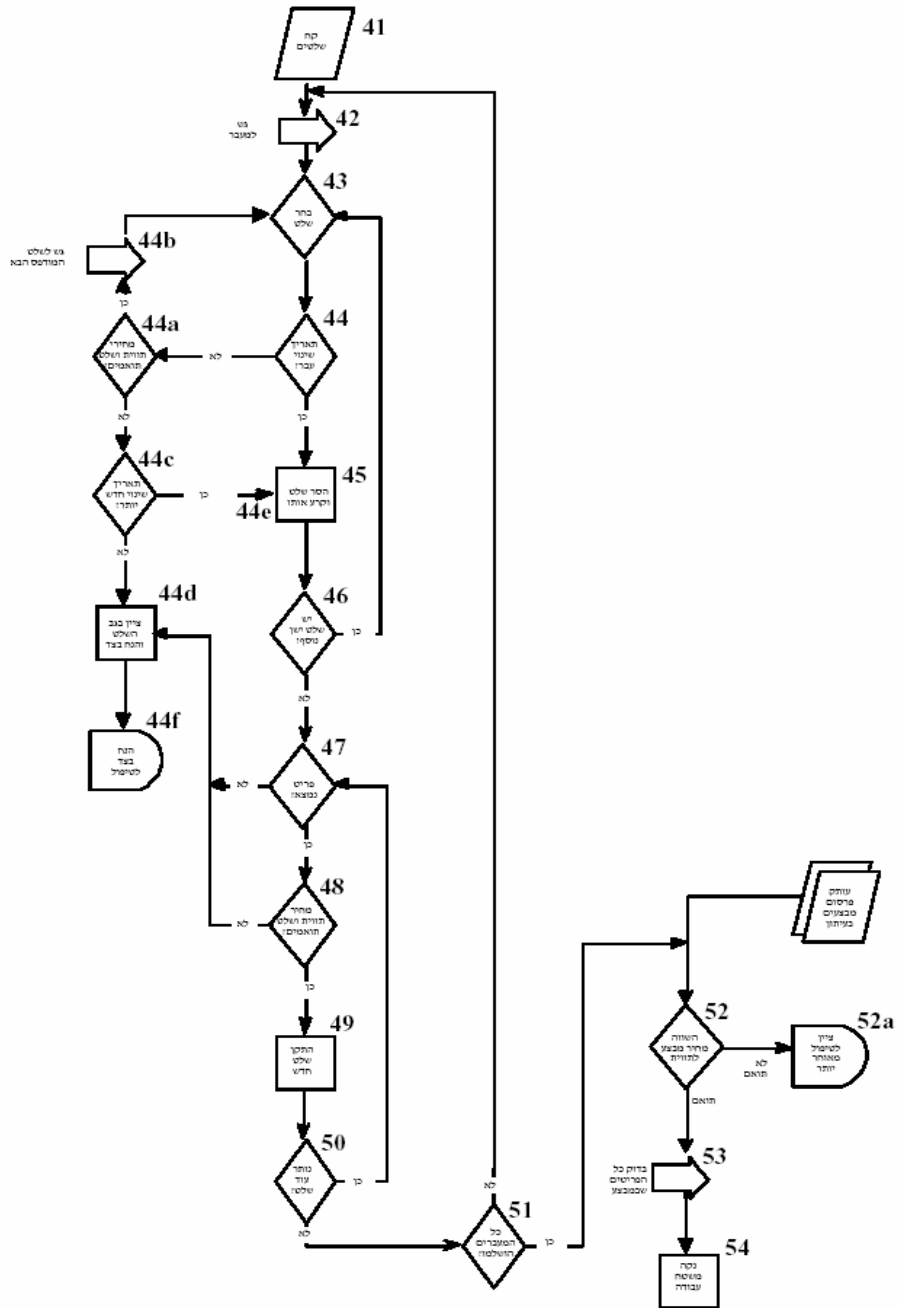 41
קח
שלטים
42
גש
למעבר
43
בחר
שלט
44b
גש לשלט
המודפס הבא
כן
44a
מחירי
תווית ושלט
תואמים?
לא
44
תאריך
שינוי
עבר?
לא
כן
44c
תאריך
שינוי חדש
יותר?
כן
לא
45
הסר שלט
וקרע אותו
44e
46
יש
שלט ישן
נוסף?
כן
לא
44d
ציין בגב
השלט
והנח בצד
44f
הנח
בצד
לטיפול
47
פריט
נמצא?
לא
כן
48
מחיר
תווית ושלט
תואמים?
לא
כן
49
התקן
שלט
חדש
50
נותר
עוד
שלט?
כן
לא
51
כל
המעברים
הושלמו?
לא
כן
עותק
פרסום
מבצעים
בעיתון
52
השווה
מחיר מבצע
לתווית
לא
תואם
תואם
52a
ציין
לטיפול
מאוחר
יותר
53
בדוק כל
הפריטים
שבמבצע
54
נקה
משטח
עבודה